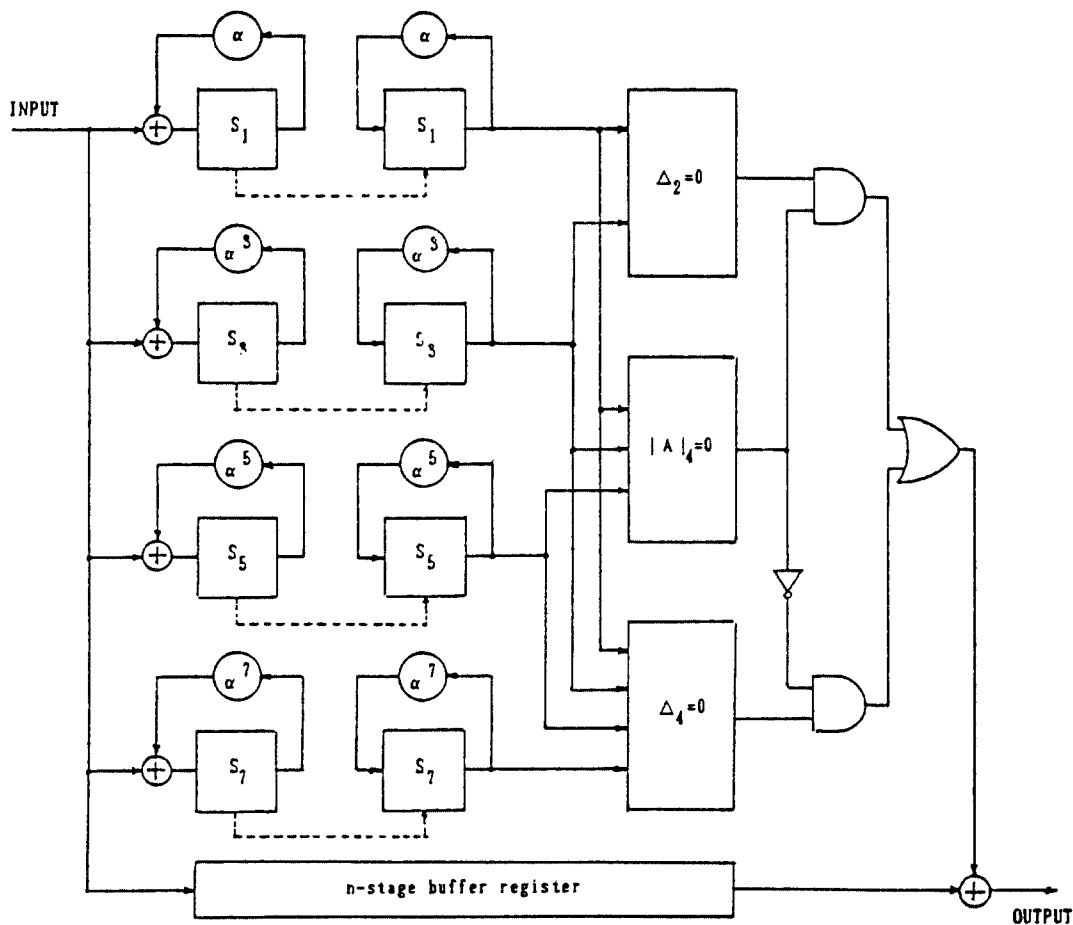 α α
INPUT
S₁ S₁
Δ₂=0
α³ α³
S₃ S₃
|A|₄=0
α⁵ α⁵
S₅ S₅
α⁷ α⁷
Δ₄=0
S₇ S₇
n-stage buffer register
OUTPUT